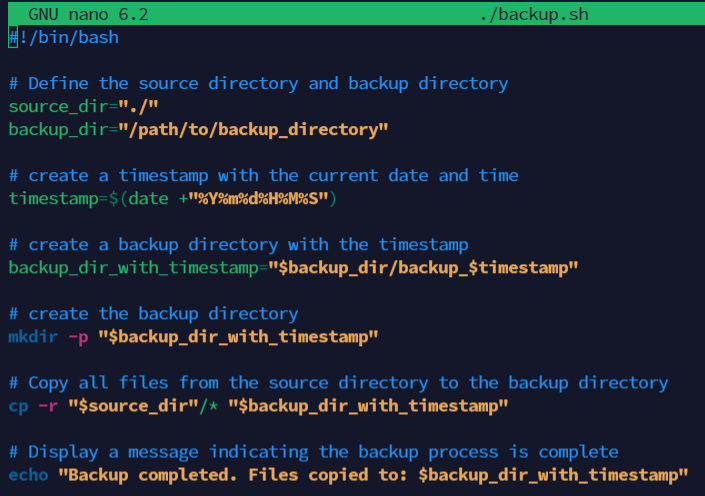 GNU nano 6.2 ./backup.sh
#!/bin/bash
# Define the source directory and backup directory
source_dir="./"
backup_dir="/path/to/backup_directory"
# create a timestamp with the current date and time
timestamp=$(date +"%Y%m%d%H%M%S")
# create a backup directory with the timestamp
backup_dir_with_timestamp="$backup_dir/backup_$timestamp"
# create the backup directory
mkdir -p "$backup_dir_with_timestamp"
# Copy all files from the source directory to the backup directory
cp -r "$source_dir"/* "$backup_dir_with_timestamp"
# Display a message indicating the backup process is complete
echo "Backup completed. Files copied to: $backup_dir_with_timestamp"